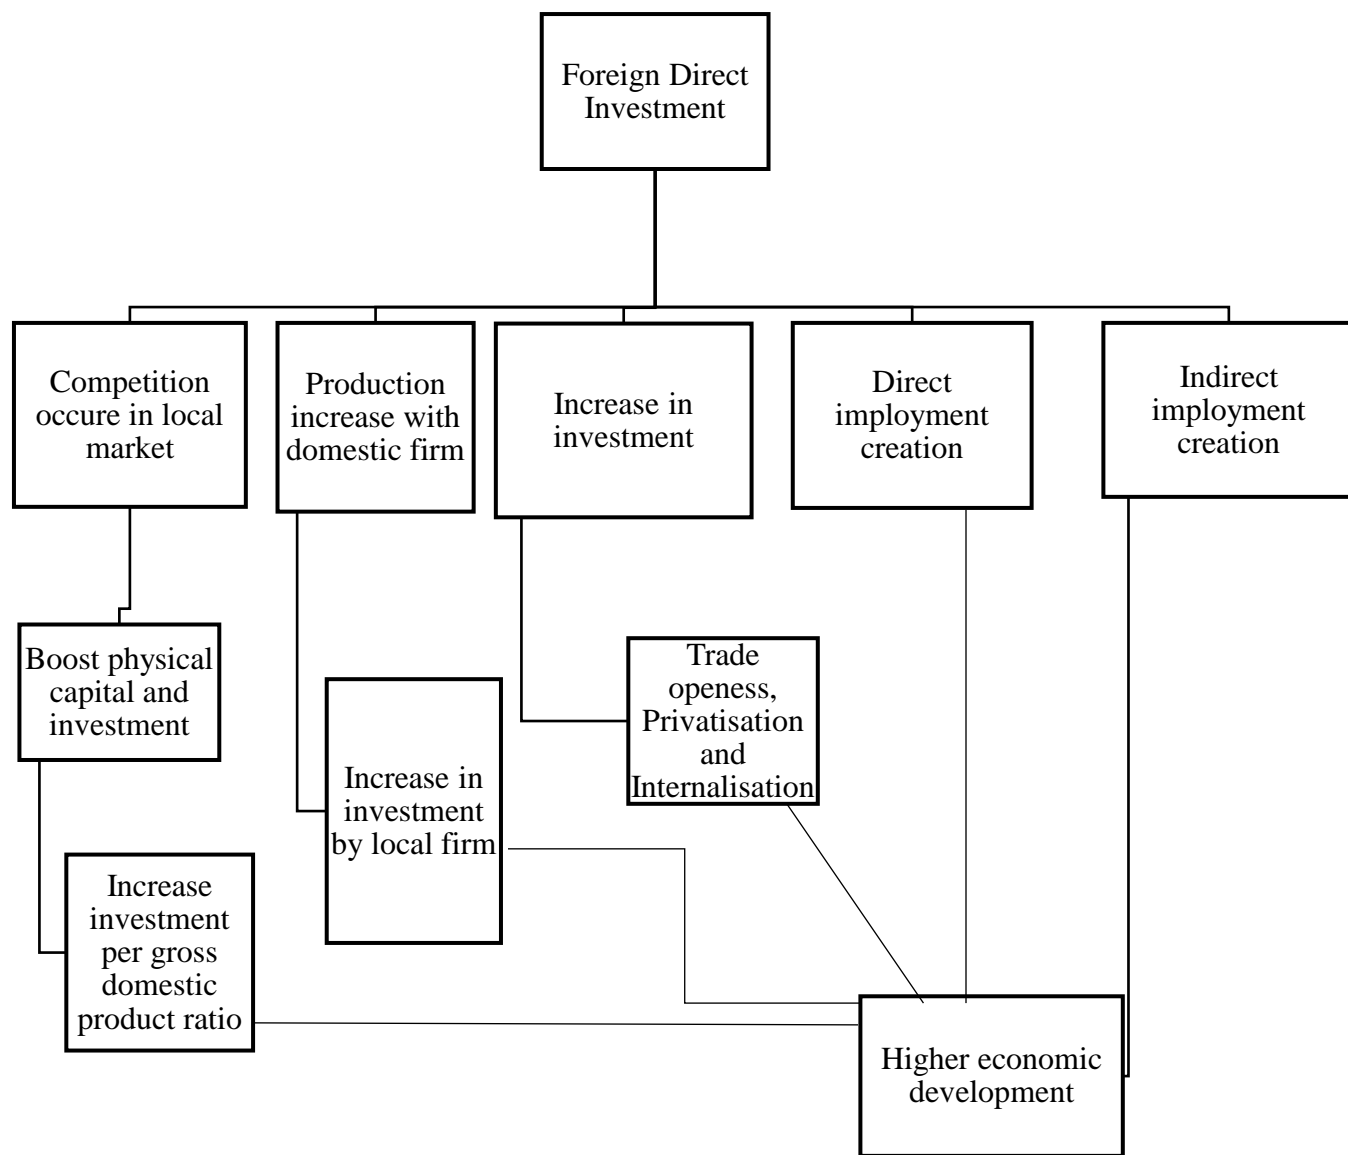 Foreign Direct
Investment
Competition
occure in local
market
Production
increase with
domestic firm
Increase in
investment
Direct
imployment
creation
Indirect
imployment
creation
Boost physical
capital and
investment
Increase in
investment
by local firm
Trade
openess,
Privatisation
and
Internalisation
Increase
investment
per gross
domestic
product ratio
Higher economic
development